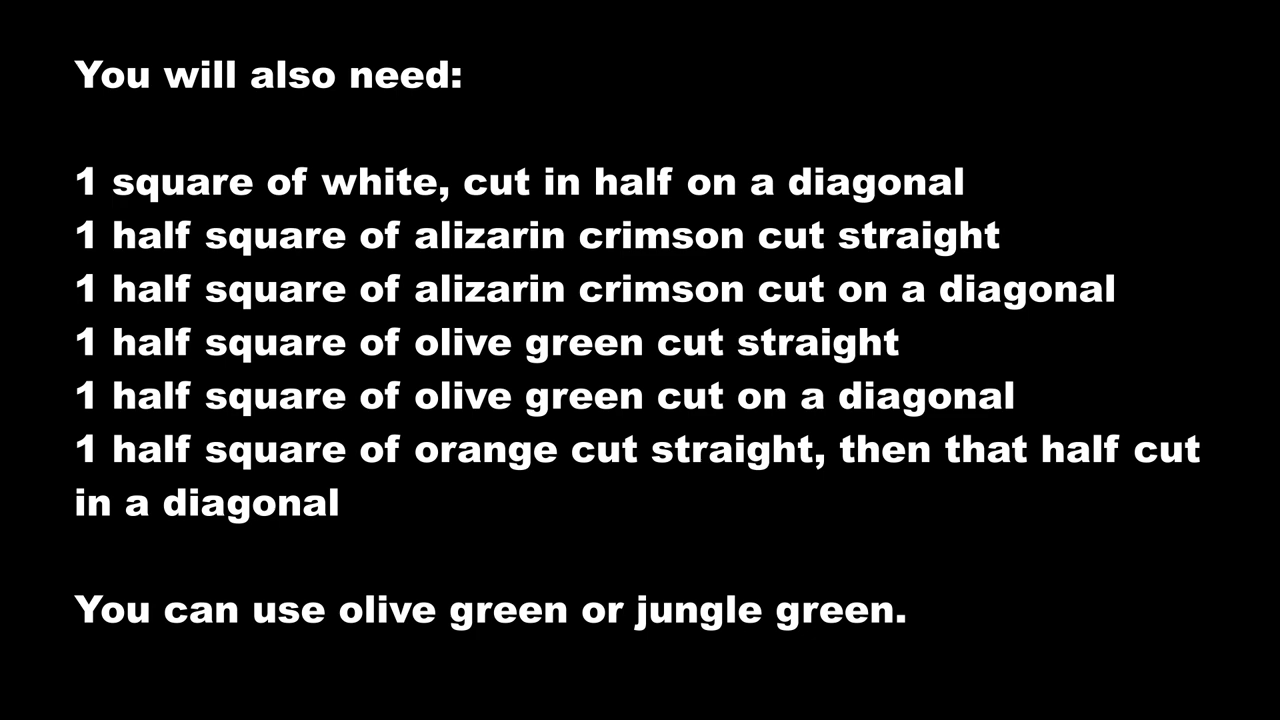 You will also need:
1 square of white, cut in half on a diagonal
1 half square of alizarin crimson cut straight
1 half square of alizarin crimson cut on a diagonal
1 half square of olive green cut straight
1 half square of olive green cut on a diagonal
1 half square of orange cut straight, then that half cut
in a diagonal
You can use olive green or jungle green.